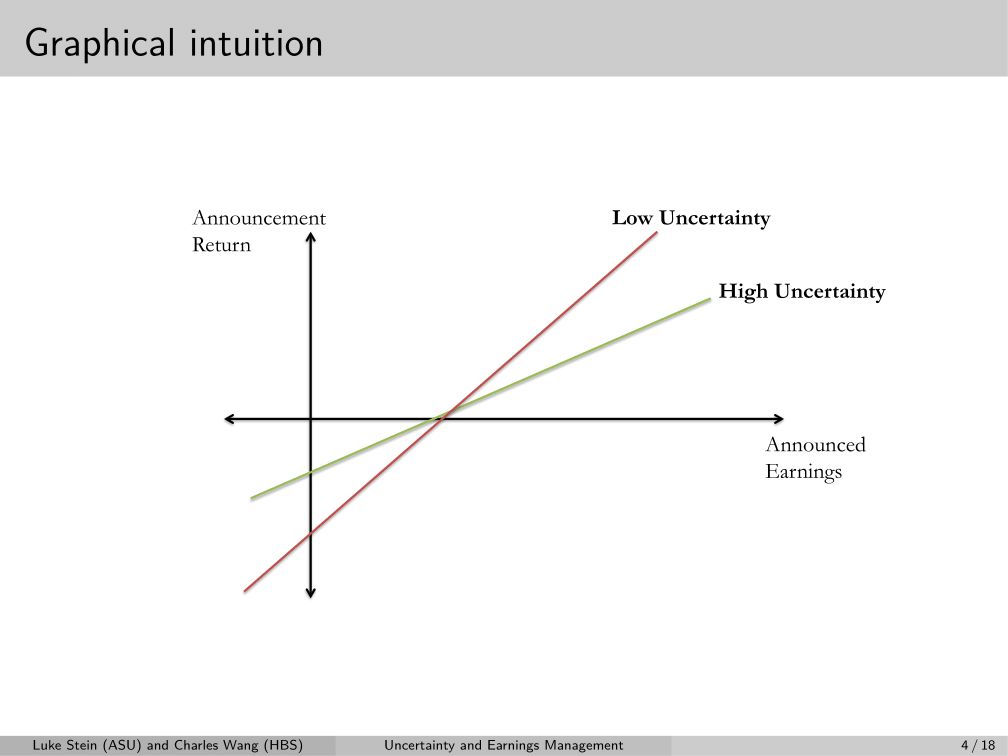 Graphical intuition
Announcement
Return
Low Uncertainty
High Uncertainty
Announced
Earnings
Luke Stein (ASU) and Charles Wang (HBS)
Uncertainty and Earnings Management
4 / 18